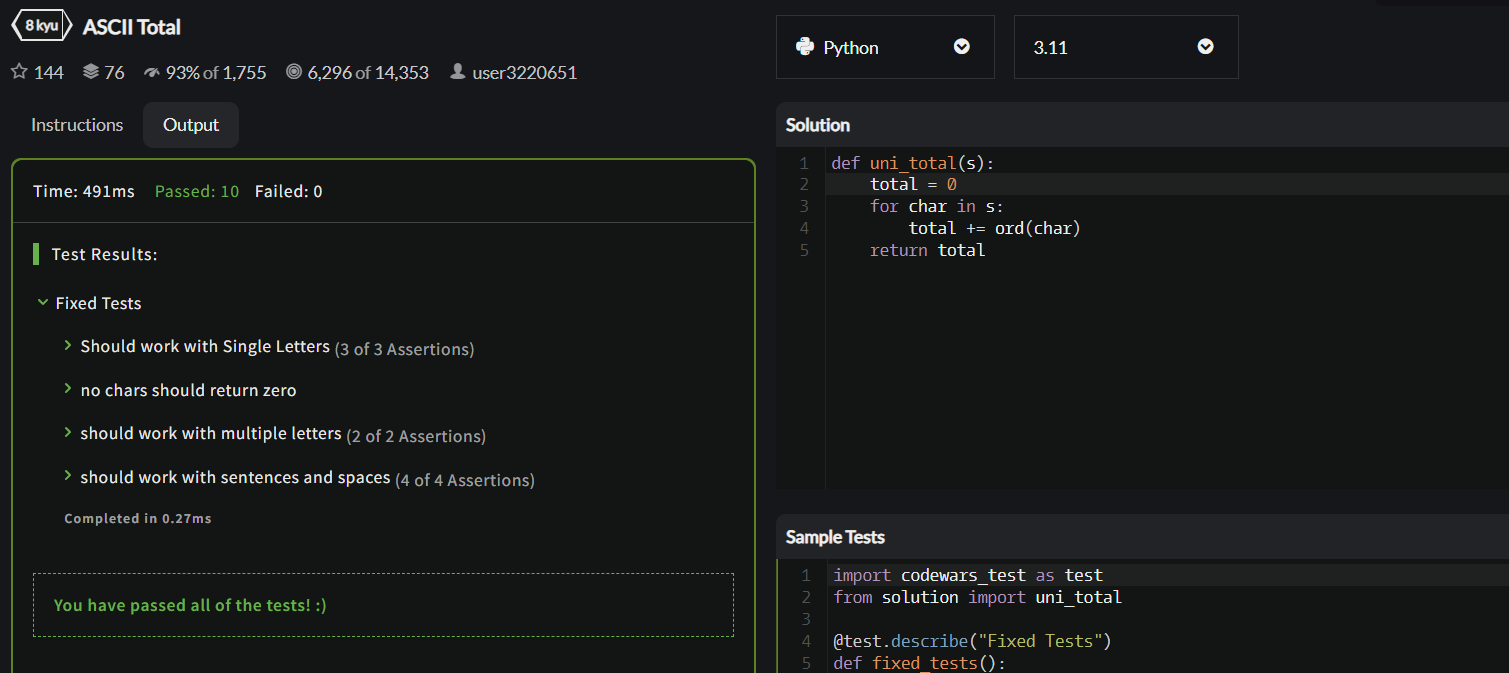 8 kyu ASCII Total
144 76 93% of 1,755 6,296 of 14,353 user3220651
Instructions Output
Time: 491ms Passed: 10 Failed: 0
Test Results:
Fixed Tests
Should work with Single Letters (3 of 3 Assertions)
no chars should return zero
should work with multiple letters (2 of 2 Assertions)
should work with sentences and spaces (4 of 4 Assertions)
Completed in 0.27ms
You have passed all of the tests! :)
Python 3.11
Solution
1 def uni_total(s):
2     total = 0
3     for char in s:
4         total += ord(char)
5     return total
Sample Tests
1 import codewars_test as test
2 from solution import uni_total
3
4 @test.describe("Fixed Tests")
5 def fixed_tests():